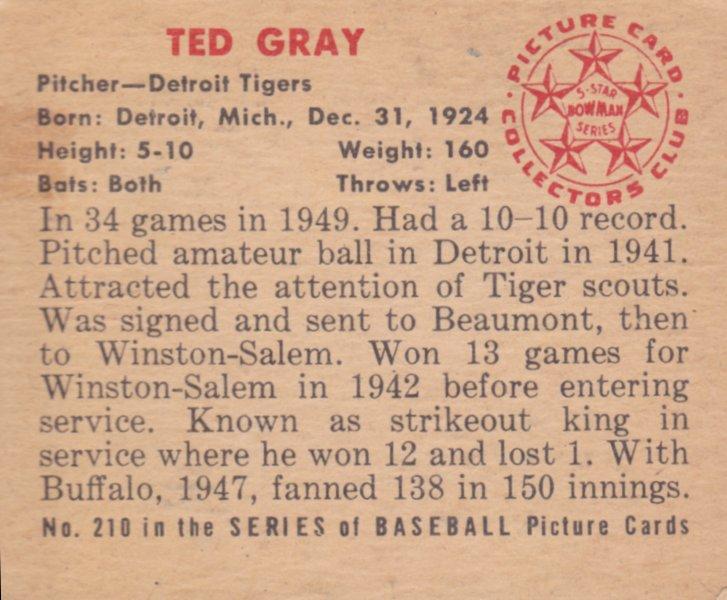 TED GRAY
Pitcher—Detroit Tigers
Born: Detroit, Mich., Dec. 31, 1924
Height: 5-10 Weight: 160
Bats: Both Throws: Left
PICTURE CARD
COLLECTORS CLUB
5-STAR
BOWMAN
SERIES
In 34 games in 1949. Had a 10–10 record.
Pitched amateur ball in Detroit in 1941.
Attracted the attention of Tiger scouts.
Was signed and sent to Beaumont, then
to Winston-Salem. Won 13 games for
Winston-Salem in 1942 before entering
service. Known as strikeout king in
service where he won 12 and lost 1. With
Buffalo, 1947, fanned 138 in 150 innings.
No. 210 in the SERIES of BASEBALL Picture Cards